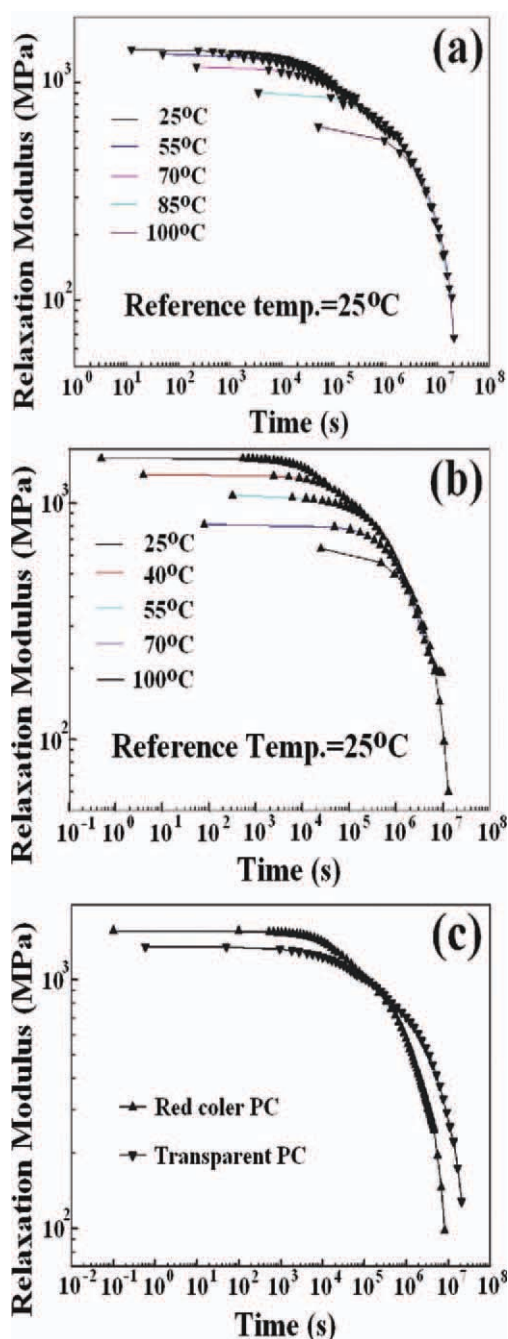 (a)
Relaxation Modulus (MPa)
10³
10²
25°C
55°C
70°C
85°C
100°C
Reference temp.=25°C
10⁰ 10¹ 10² 10³ 10⁴ 10⁵ 10⁶ 10⁷ 10⁸
Time (s)
(b)
Relaxation Modulus (MPa)
10³
10²
25°C
40°C
55°C
70°C
100°C
Reference Temp.=25°C
10⁻¹ 10⁰ 10¹ 10² 10³ 10⁴ 10⁵ 10⁶ 10⁷ 10⁸
Time (s)
(c)
Relaxation Modulus (MPa)
10³
10²
Red coler PC
Transparent PC
10⁻² 10⁻¹ 10⁰ 10¹ 10² 10³ 10⁴ 10⁵ 10⁶ 10⁷ 10⁸
Time (s)